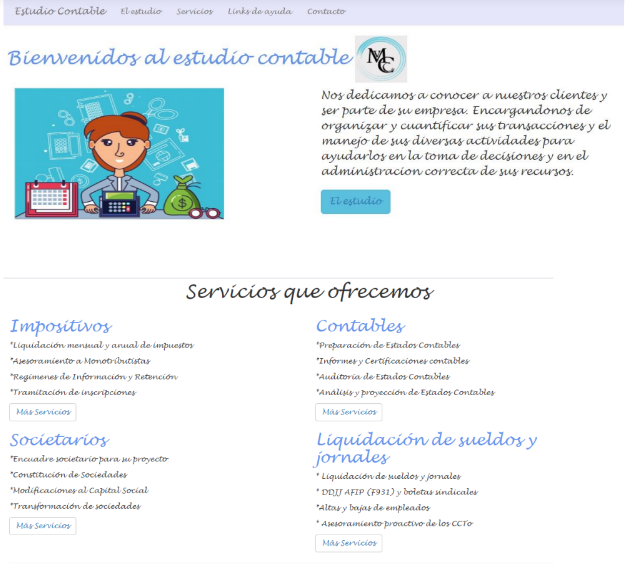 Estudio Contable El estudio Servicios Links de ayuda Contacto
Bienvenidos al estudio contable
MVC
Nos dedicamos a conocer a nuestros clientes y
ser parte de su empresa. Encargandonos de
organizar y cuantificar sus transacciones y el
manejo de sus diversas actividades para
ayudarlos en la toma de decisiones y en el
administracion correcta de sus recursos.
El estudio
Servicios que ofrecemos
Impositivos
*Liquidación mensual y anual de impuestos
*Asesoramiento a Monotributistas
*Regimenes de Información y Retención
*Tramitación de inscripciones
Más Servicios
Contables
*Preparación de Estados Contables
*Informes y Certificaciones contables
*Auditoria de Estados Contables
*Análisis y proyección de Estados Contables
Más Servicios
Societarios
*Encuadre societario para su proyecto
*Constitución de Sociedades
*Modificaciones al Capital Social
*Transformación de sociedades
Más Servicios
Liquidación de sueldos y
jornales
* Liquidación de sueldos y jornales
* DDJJ AFIP (F931) y boletas sindicales
*Altas y bajas de empleados
* Asesoramiento proactivo de los CCTo
Más Servicios